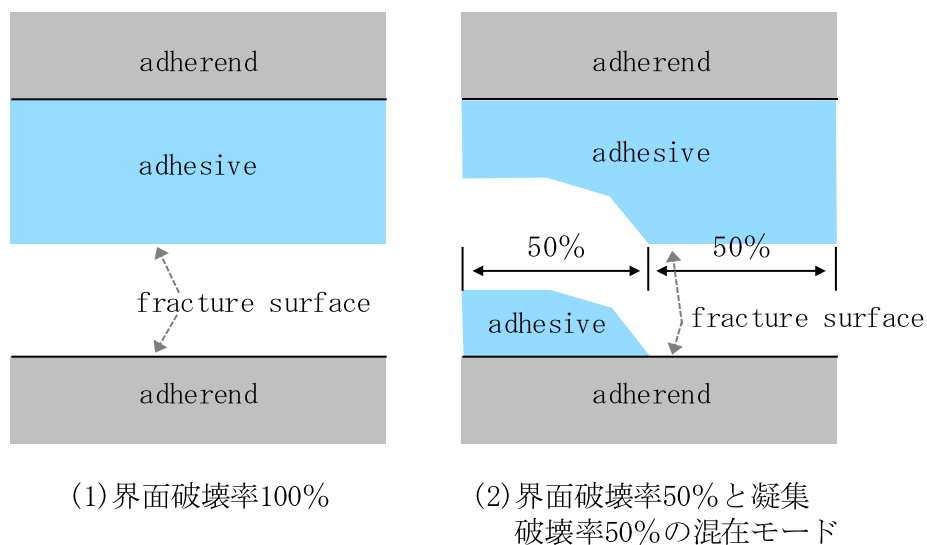 adherend
adhesive
fracture surface
adherend
(1)界面破壊率100%
adherend
adhesive
50%
50%
adhesive
fracture surface
adherend
(2)界面破壊率50%と凝集
破壊率50%の混在モード